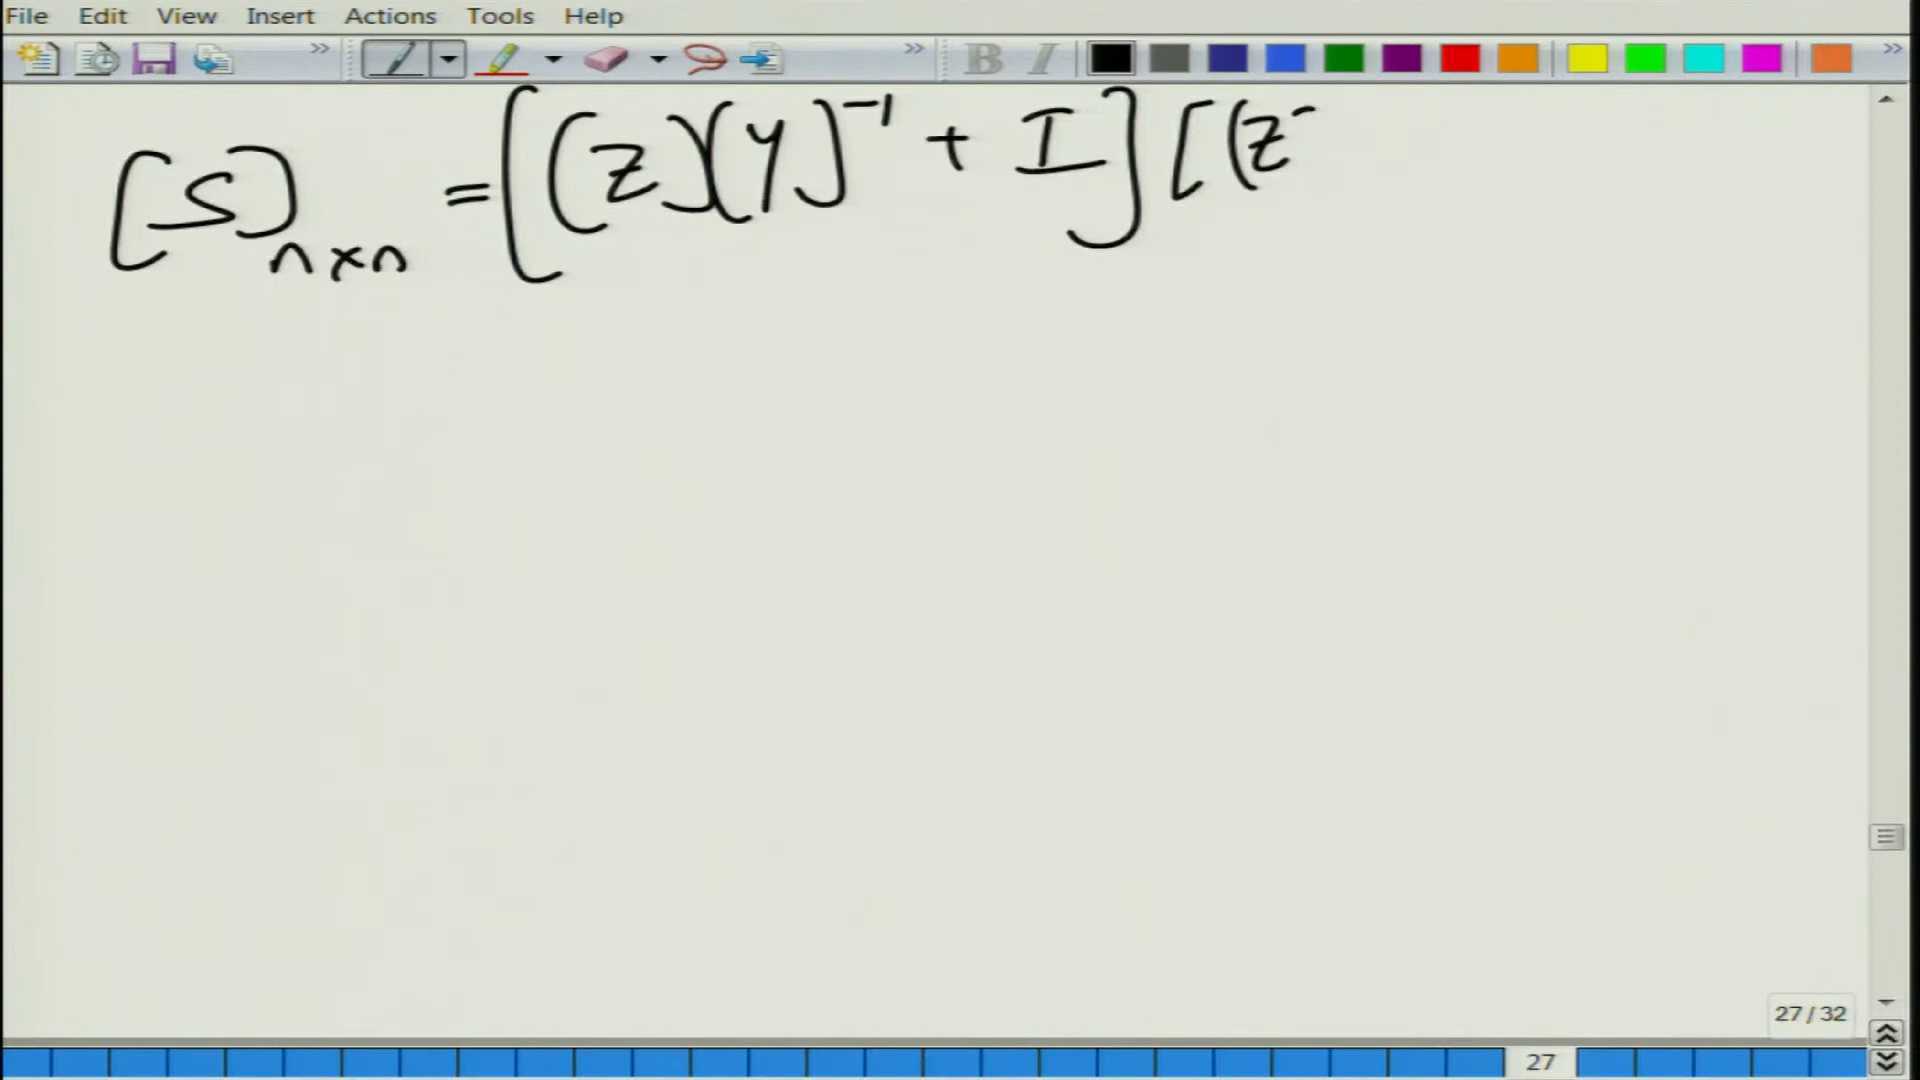 File Edit View Insert Actions Tools Help
[S]n×n = [[Z][Y]⁻¹ + I] [(Z⁻
27 / 32
27